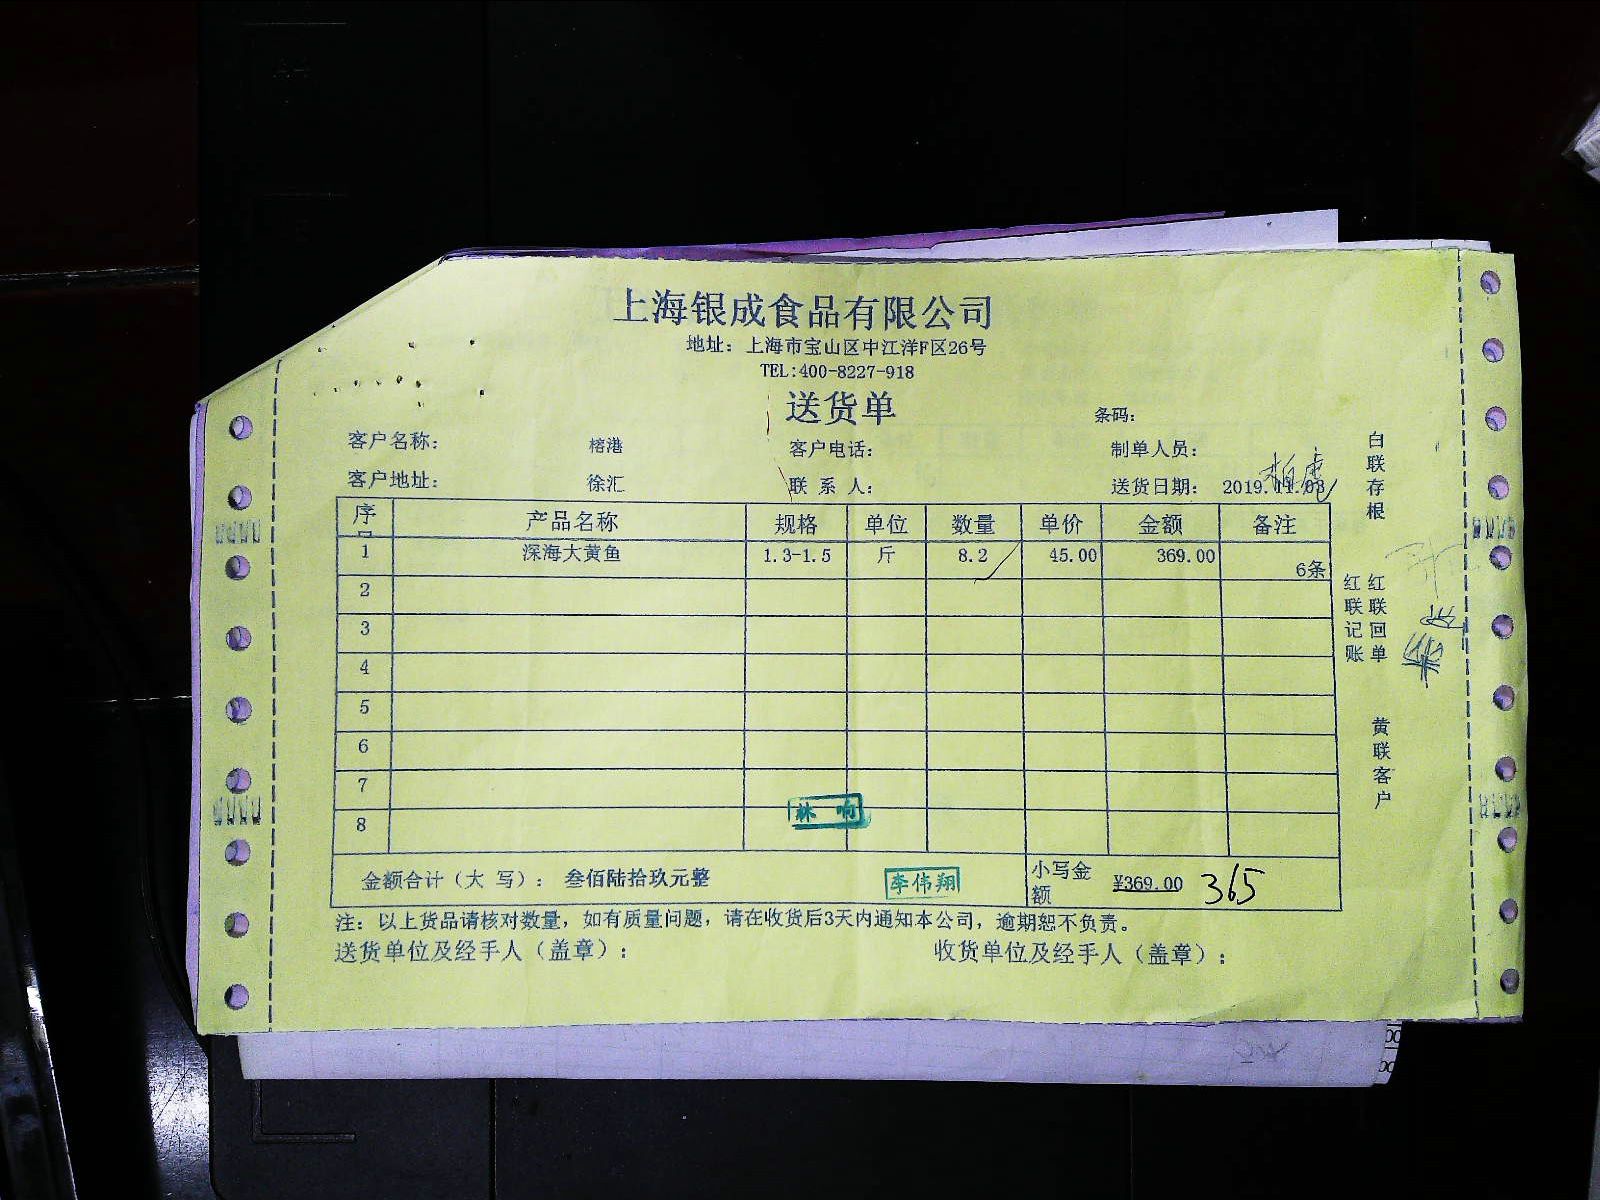 上海银成食品有限公司
地址：上海市宝山区中江洋F区26号
TEL:400-8227-918
送货单
条码：
客户名称： 榕港 客户电话： 制单人员：
客户地址： 徐汇 联系人： 送货日期： 2019.11.03
序 产品名称 规格 单位 数量 单价 金额 备注
1 深海大黄鱼 1.3-1.5 斤 8.2 45.00 369.00 6条
2
3
4
5
6
7
8
林响
金额合计（大 写）： 叁佰陆拾玖元整 李伟翔 小写金额 ¥369.00 365
注：以上货品请核对数量，如有质量问题，请在收货后3天内通知本公司，逾期恕不负责。
送货单位及经手人（盖章）： 收货单位及经手人（盖章）：
白联存根
红联回单
红联记账
黄联客户